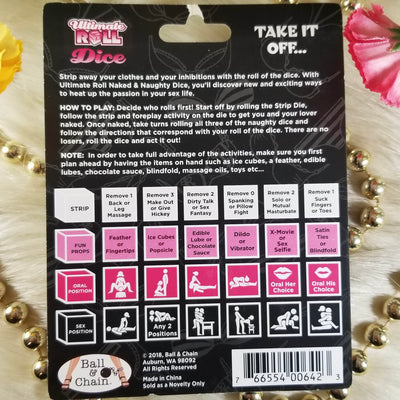 Ultimate
ROLL
Dice
TAKE IT
OFF...
Strip away your clothes and your inhibitions with the roll of the dice. With
Ultimate Roll Naked & Naughty Dice, you'll discover new and exciting ways
to heat up the passion in your sex life.
HOW TO PLAY: Decide who rolls first! Start off by rolling the Strip Die,
follow the strip and foreplay activity on the die to get you and your lover
naked. Once naked, take turns rolling all three of the naughty dice and
follow the directions that correspond with your roll of the dice. There are no
losers, roll the dice and act it out!
NOTE: In order to take full advantage of the activities, make sure you first
plan ahead by having the items on hand such as ice cubes, a feather, edible
lubes, chocolate sauce, blindfold, massage oils, toys etc...
STRIP
Remove 1
Back or
Leg
Massage
Remove 3
Make Out
or Give
Hickey
Remove 2
Dirty Talk
or Sex
Fantasy
Remove 0
Spanking
or Pillow
Fight
Remove 2
Solo or
Mutual
Masturbate
Remove 1
Suck
Fingers
or Toes
FUN
PROPS
Feather
or
Fingertips
Ice Cubes
or
Popsicle
Edible
Lube or
Chocolate
Sauce
Dildo
or
Vibrator
X-Movie
or
Sex
Selfie
Satin
Ties
or
Blindfold
ORAL
POSITION
Oral Her
Choice
Oral His
Choice
SEX
POSITION
Any 2
Positions
Ball &
Chain
© 2018, Ball & Chain
Auburn, WA 98092
All Rights Reserved
Made in China
Sold as a Novelty Only
7 66554 00642 3